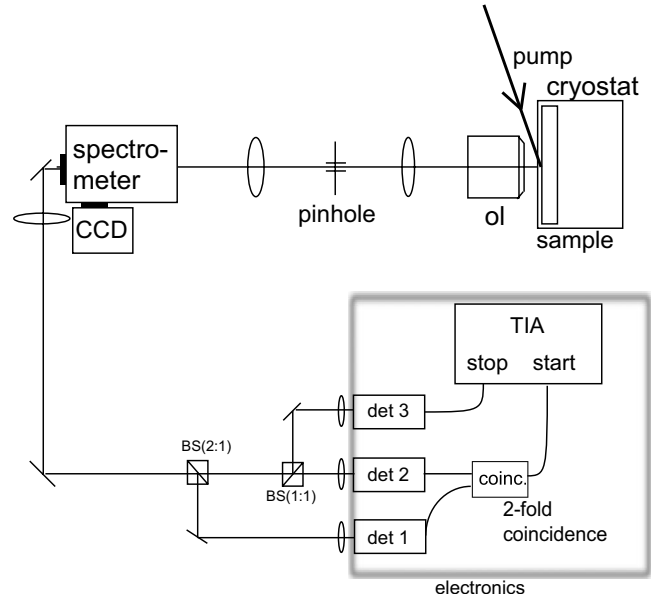 pump
cryostat
spectro-
meter
pinhole
ol
CCD
sample
TIA
stop start
det 3
BS(2:1)
det 2
coinc.
BS(1:1)
2-fold
coincidence
det 1
electronics